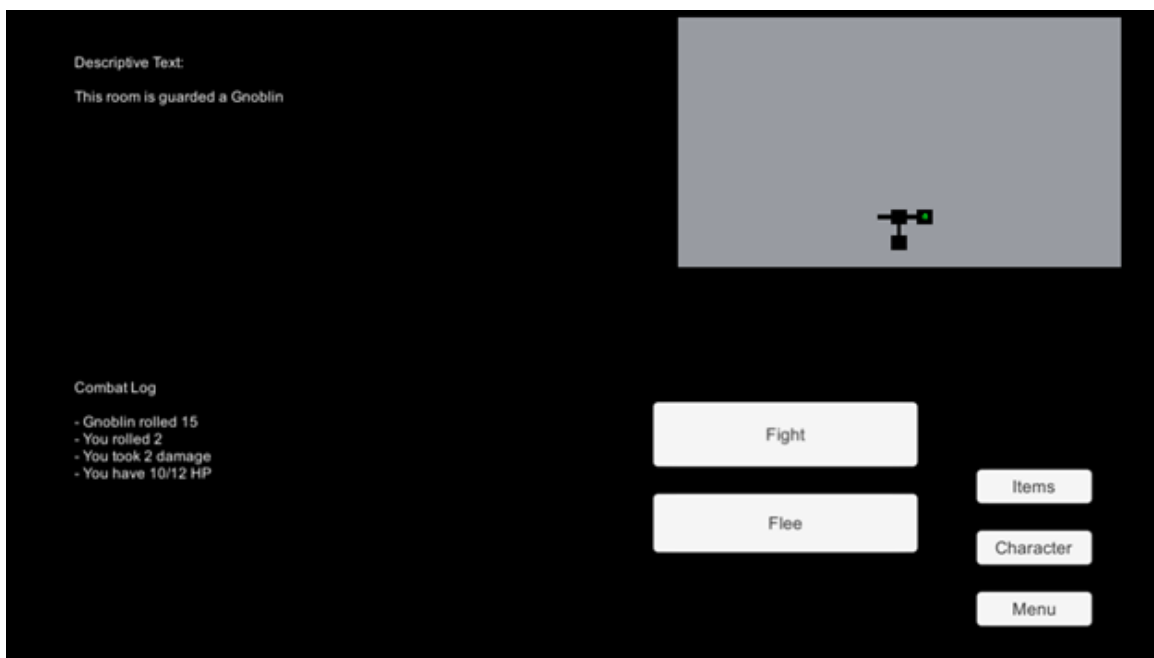 Descriptive Text:
This room is guarded a Gnoblin
Combat Log
- Gnoblin rolled 15
- You rolled 2
- You took 2 damage
- You have 10/12 HP
Fight
Flee
Items
Character
Menu